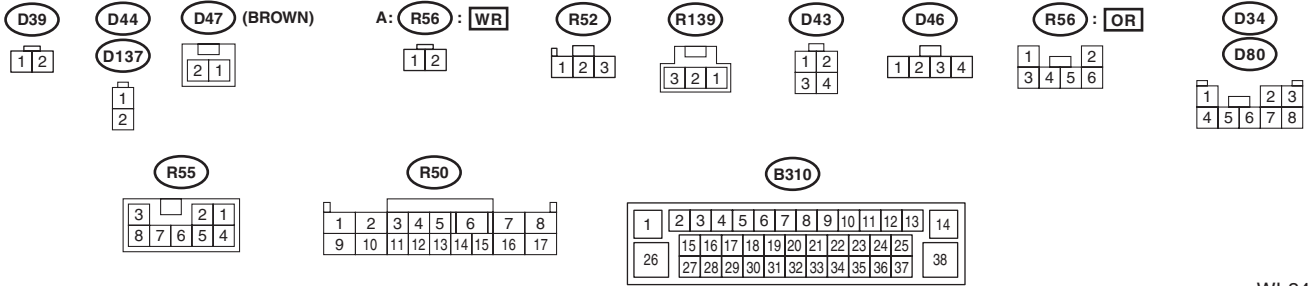 D39 D44 D47 (BROWN) A: R56 : WR R52 R139 D43 D46 R56 : OR D34
D137 D80
1 2 2 1 1 2 1 2 3 3 2 1 1 2 1 2 3 4 1 2 1 2 3
3 4 3 4 5 6 4 5 6 7 8
1
2
R55 R50 B310
3 2 1 1 2 3 4 5 6 7 8 1 2 3 4 5 6 7 8 9 10 11 12 13 14
8 7 6 5 4 9 10 11 12 13 14 15 16 17 15 16 17 18 19 20 21 22 23 24 25
26 27 28 29 30 31 32 33 34 35 36 37 38